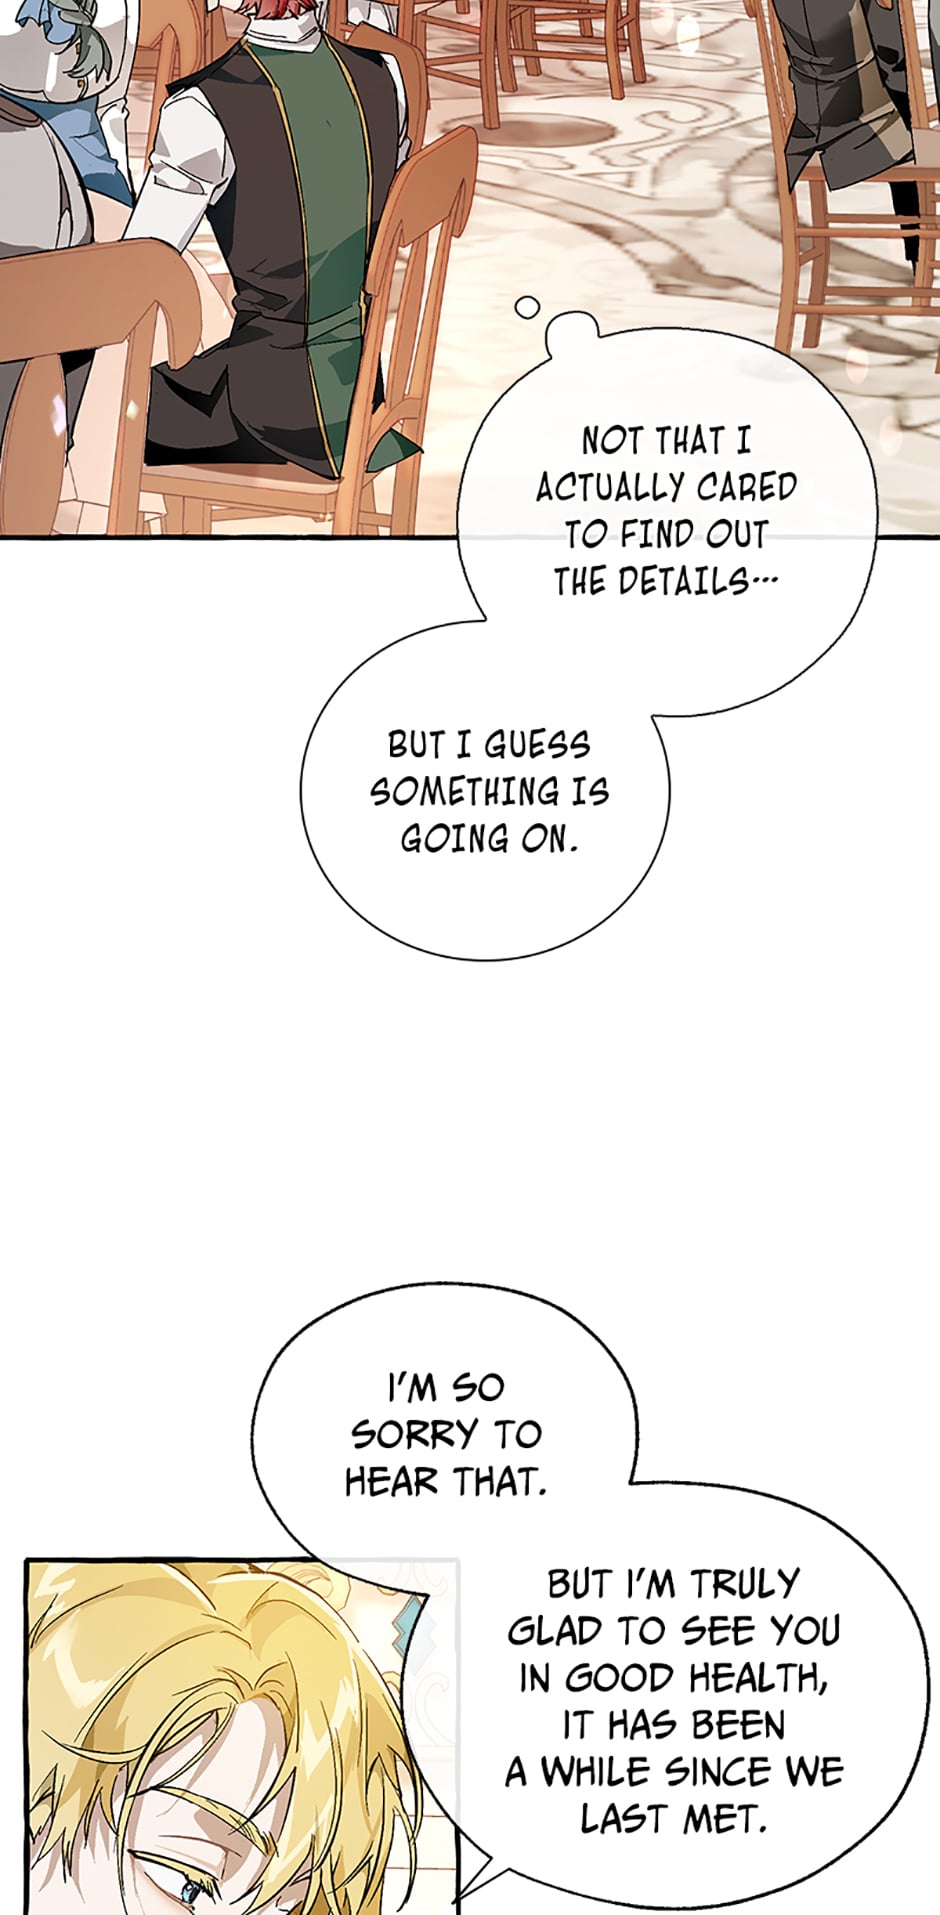 NOT THAT I
ACTUALLY CARED
TO FIND OUT
THE DETAILS...
BUT I GUESS
SOMETHING IS
GOING ON.
I'M SO
SORRY TO
HEAR THAT.
BUT I'M TRULY
GLAD TO SEE YOU
IN GOOD HEALTH,
IT HAS BEEN
A WHILE SINCE WE
LAST MET.